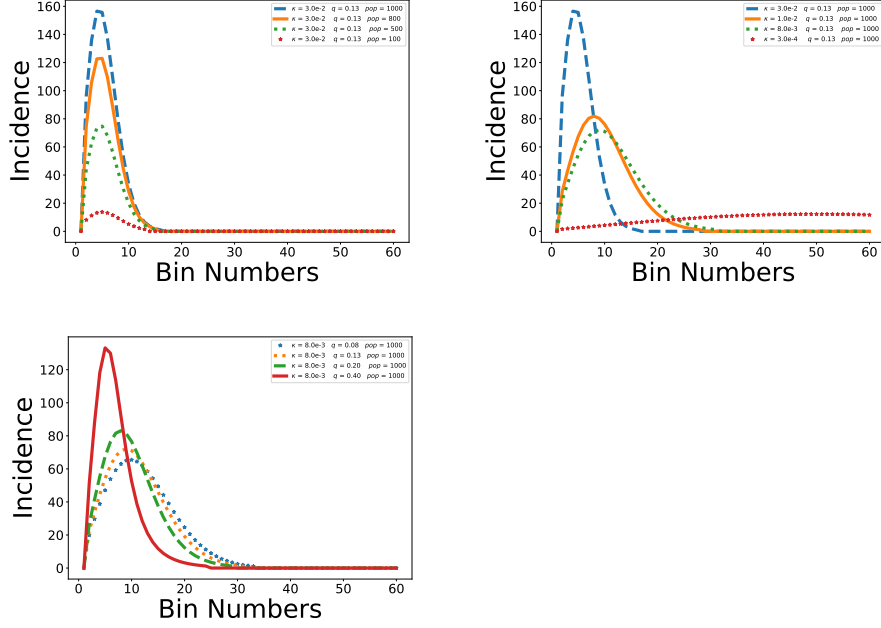 κ = 3.0e-2 q = 0.13 pop = 1000
κ = 3.0e-2 q = 0.13 pop = 800
κ = 3.0e-2 q = 0.13 pop = 500
κ = 3.0e-2 q = 0.13 pop = 100
160
140
120
100
80
60
40
20
0
Incidence
0 10 20 30 40 50 60
Bin Numbers
κ = 3.0e-2 q = 0.13 pop = 1000
κ = 1.0e-2 q = 0.13 pop = 1000
κ = 8.0e-3 q = 0.13 pop = 1000
κ = 3.0e-4 q = 0.13 pop = 1000
160
140
120
100
80
60
40
20
0
Incidence
0 10 20 30 40 50 60
Bin Numbers
κ = 8.0e-3 q = 0.08 pop = 1000
κ = 8.0e-3 q = 0.13 pop = 1000
κ = 8.0e-3 q = 0.20 pop = 1000
κ = 8.0e-3 q = 0.40 pop = 1000
120
100
80
60
40
20
0
Incidence
0 10 20 30 40 50 60
Bin Numbers